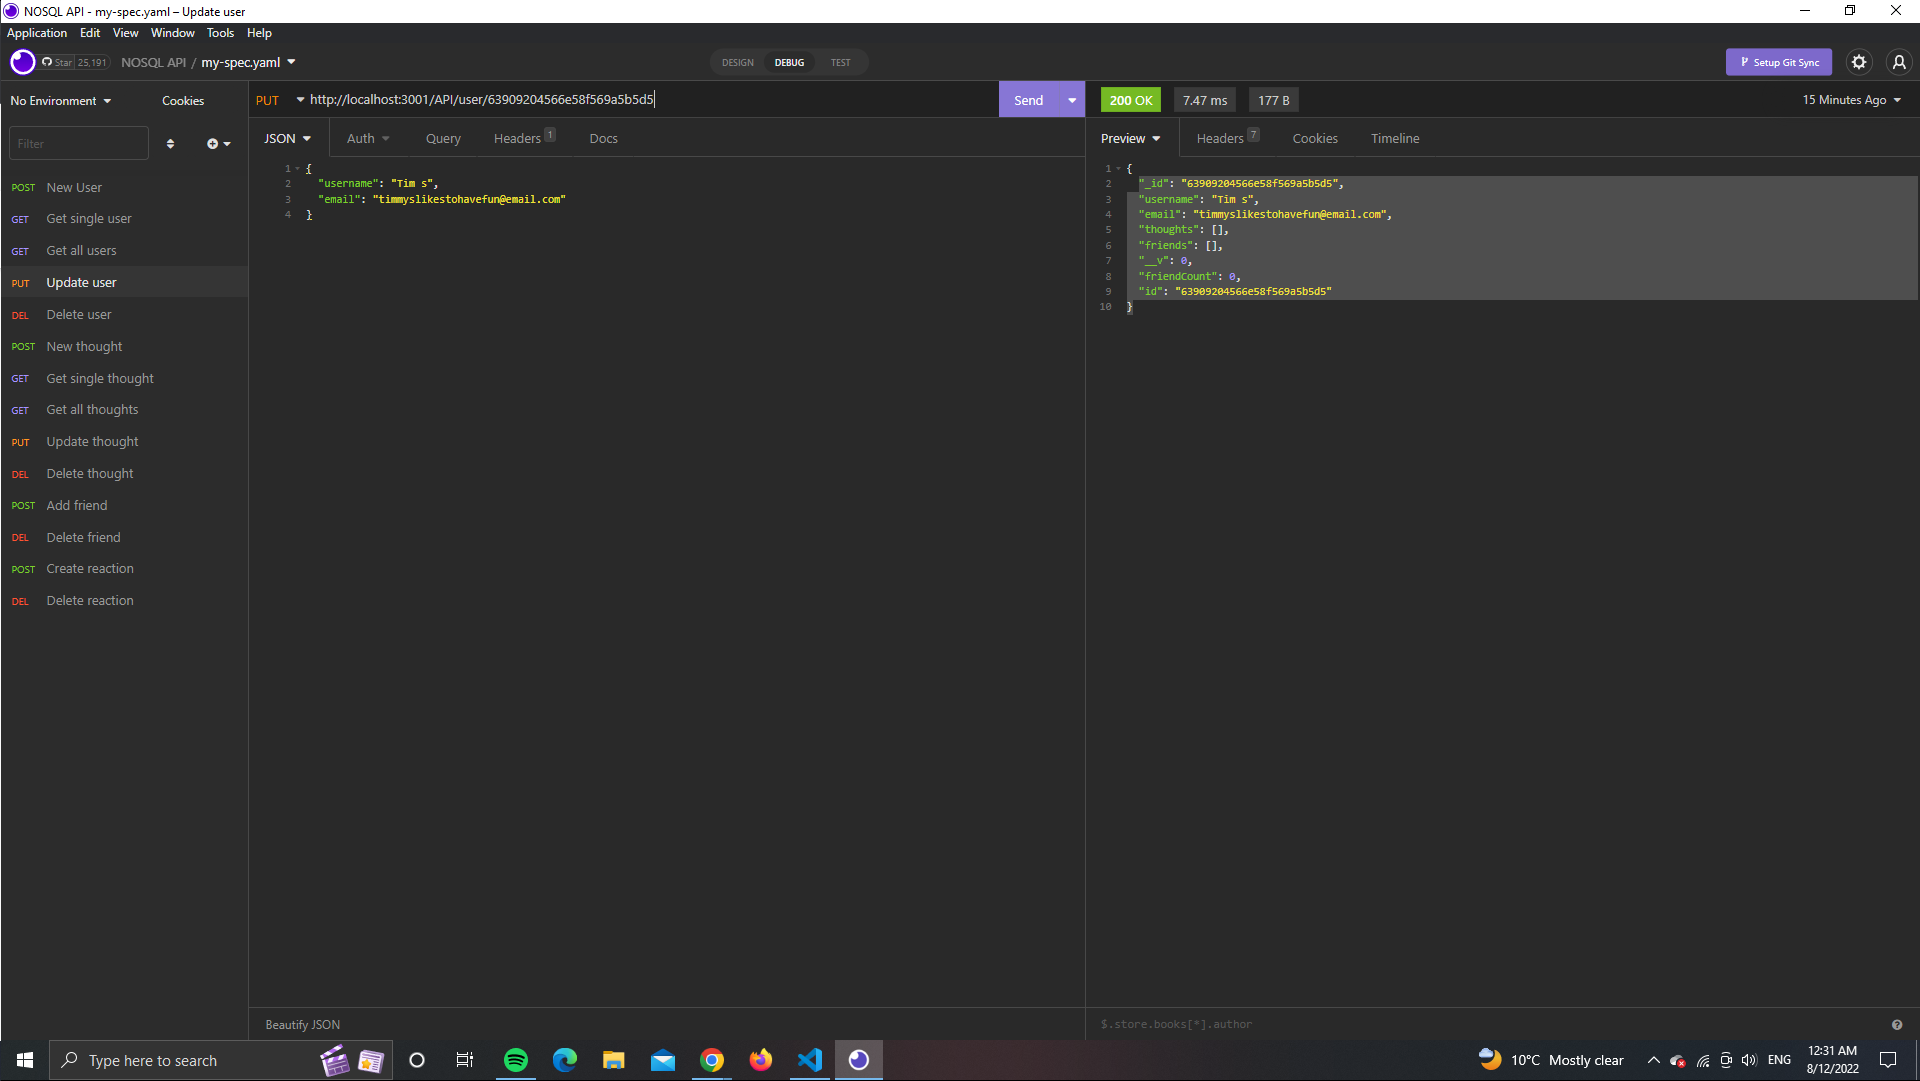 NOSQL API - my-spec.yaml – Update user
Application Edit View Window Tools Help
Star 25,191 NOSQL API / my-spec.yaml DESIGN DEBUG TEST Setup Git Sync
No Environment Cookies PUT http://localhost:3001/API/user/63909204566e58f569a5b5d5 Send 200 OK 7.47 ms 177 B 15 Minutes Ago
Filter
JSON Auth Query Headers 1 Docs
Preview Headers 7 Cookies Timeline
POST New User
GET Get single user
GET Get all users
PUT Update user
DEL Delete user
POST New thought
GET Get single thought
GET Get all thoughts
PUT Update thought
DEL Delete thought
POST Add friend
DEL Delete friend
POST Create reaction
DEL Delete reaction
1 {
2 "username": "Tim s",
3 "email": "timmyslikestohavefun@email.com"
4 }
1 {
2 "_id": "63909204566e58f569a5b5d5",
3 "username": "Tim s",
4 "email": "timmyslikestohavefun@email.com",
5 "thoughts": [],
6 "friends": [],
7 "__v": 0,
8 "friendCount": 0,
9 "id": "63909204566e58f569a5b5d5"
10 }
Beautify JSON
$.store.books[*].author
Type here to search
10°C Mostly clear ENG
12:31 AM
8/12/2022